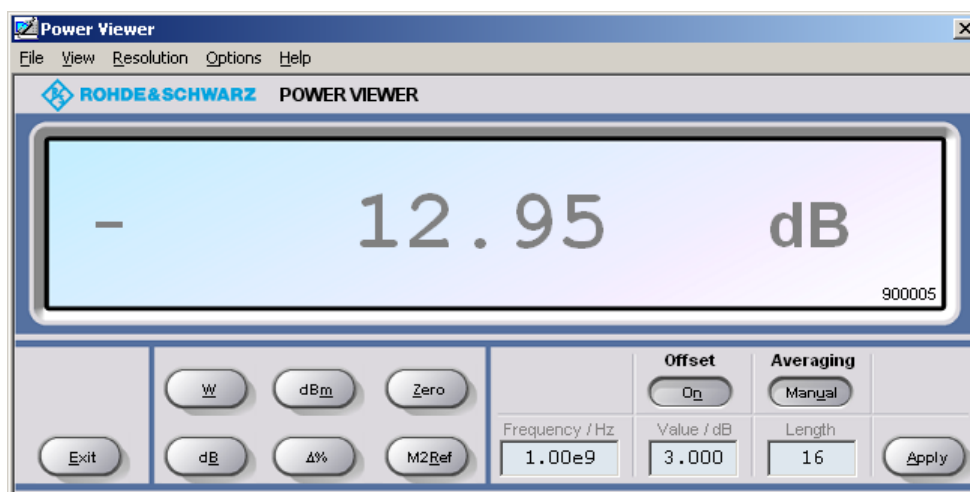 Power Viewer
File View Resolution Options Help
ROHDE&SCHWARZ POWER VIEWER
- 12.95 dB
900005
Offset Averaging
W dBm Zero On Manual
Frequency / Hz Value / dB Length
Exit dB Δ% M2Ref 1.00e9 3.000 16 Apply